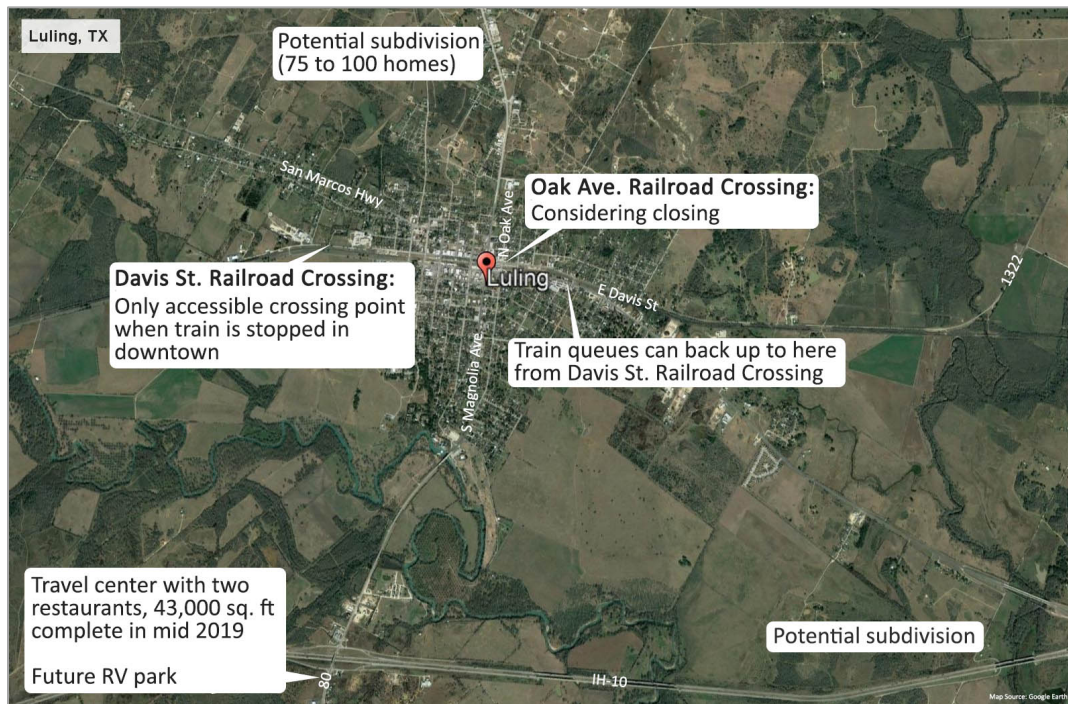 Luling, TX
Potential subdivision
(75 to 100 homes)
San Marcos Hwy
N Oak Ave
Oak Ave. Railroad Crossing:
Considering closing
Luling
Davis St. Railroad Crossing:
Only accessible crossing point
when train is stopped in
downtown
E Davis St
1322
Train queues can back up to here
from Davis St. Railroad Crossing
S Magnolia Ave
Travel center with two
restaurants, 43,000 sq. ft
complete in mid 2019
Future RV park
Potential subdivision
80
IH-10
Map Source: Google Earth